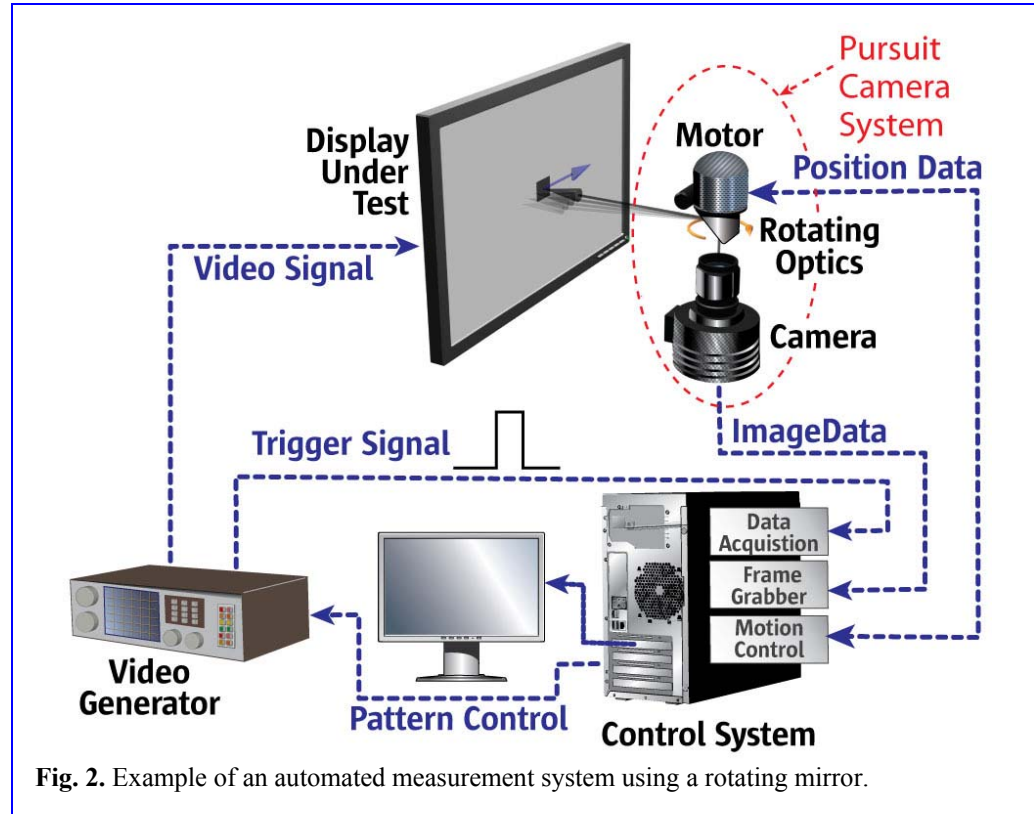 Pursuit
Camera
System
Display
Under
Test
Motor
Position Data
Rotating
Optics
Video Signal
Camera
Trigger Signal
ImageData
Data
Acquistion
Frame
Grabber
Motion
Control
Video
Generator
Pattern Control
Control System
Fig. 2. Example of an automated measurement system using a rotating mirror.